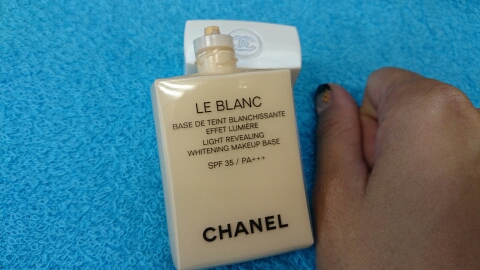 LE BLANC
BASE DE TEINT BLANCHISSANTE
EFFET LUMIÈRE
LIGHT REVEALING
WHITENING MAKEUP BASE
SPF 35 / PA+++
CHANEL